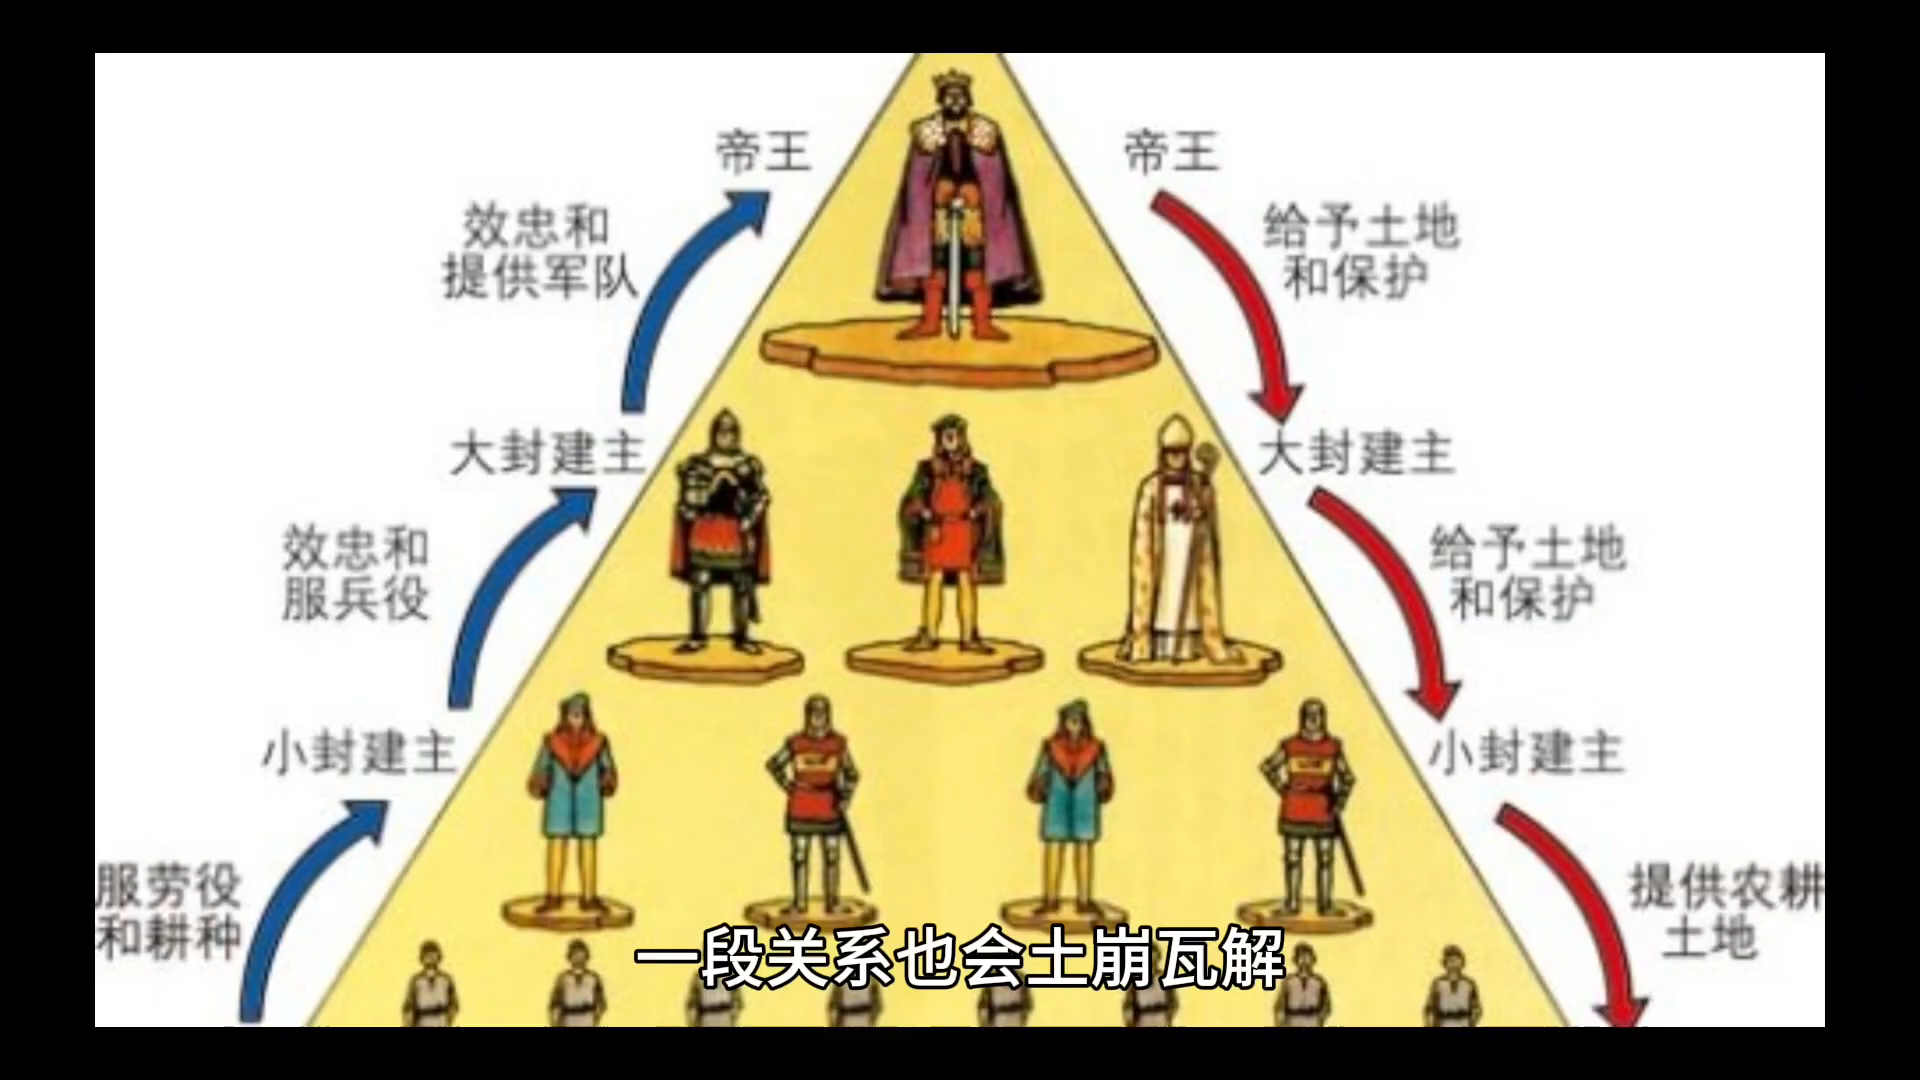 帝王
帝王
效忠和
提供军队
给予土地
和保护
大封建主
大封建主
效忠和
服兵役
给予土地
和保护
小封建主
小封建主
服劳役
和耕种
提供农耕
土地
一段关系也会土崩瓦解